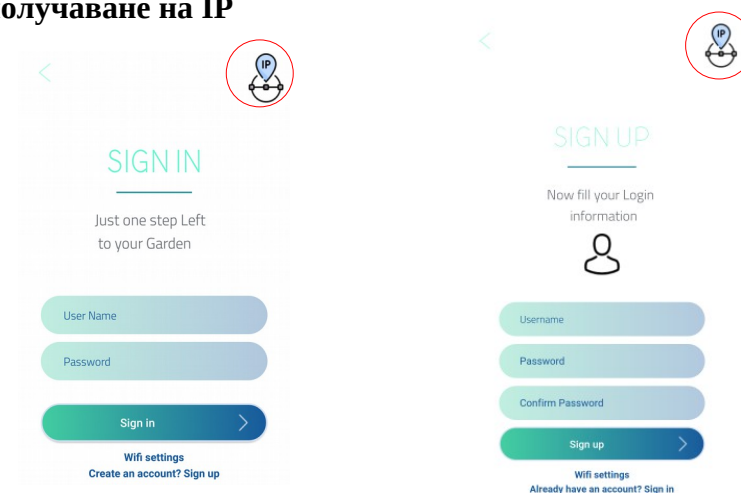 олучаване на IP
IP
SIGN IN
Just one step Left
to your Garden
User Name
Password
Sign in
Wifi settings
Create an account? Sign up
IP
SIGN UP
Now fill your Login
information
Username
Password
Confirm Password
Sign up
Wifi settings
Already have an account? Sign in